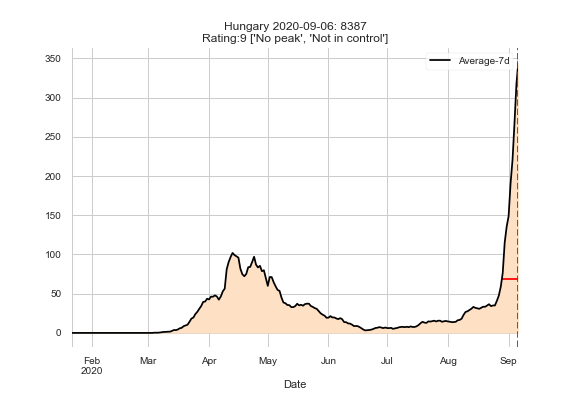 Hungary 2020-09-06: 8387
Rating:9 ['No peak', 'Not in control']
Average-7d
350
300
250
200
150
100
50
0
Feb Mar Apr May Jun Jul Aug Sep
2020
Date